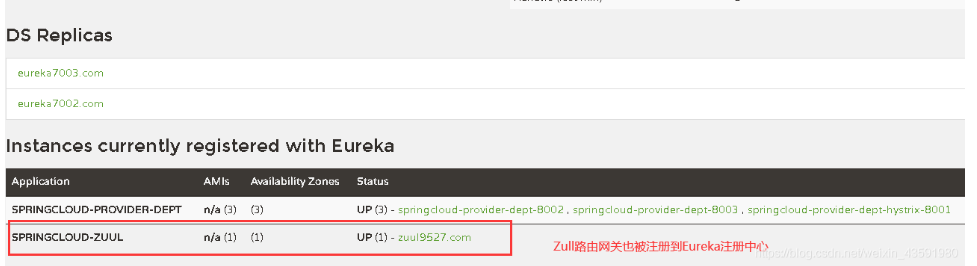 DS Replicas
eureka7003.com
eureka7002.com
Instances currently registered with Eureka
Application AMIs Availability Zones Status
SPRINGCLOUD-PROVIDER-DEPT n/a (3) (3) UP (3) - springcloud-provider-dept-8002 , springcloud-provider-dept-8003 , springcloud-provider-dept-hystrix-8001
SPRINGCLOUD-ZUUL n/a (1) (1) UP (1) - zuul9527.com
Zull路由网关也被注册到Eureka注册中心
https://blog.csdn.net/weixin_43591980